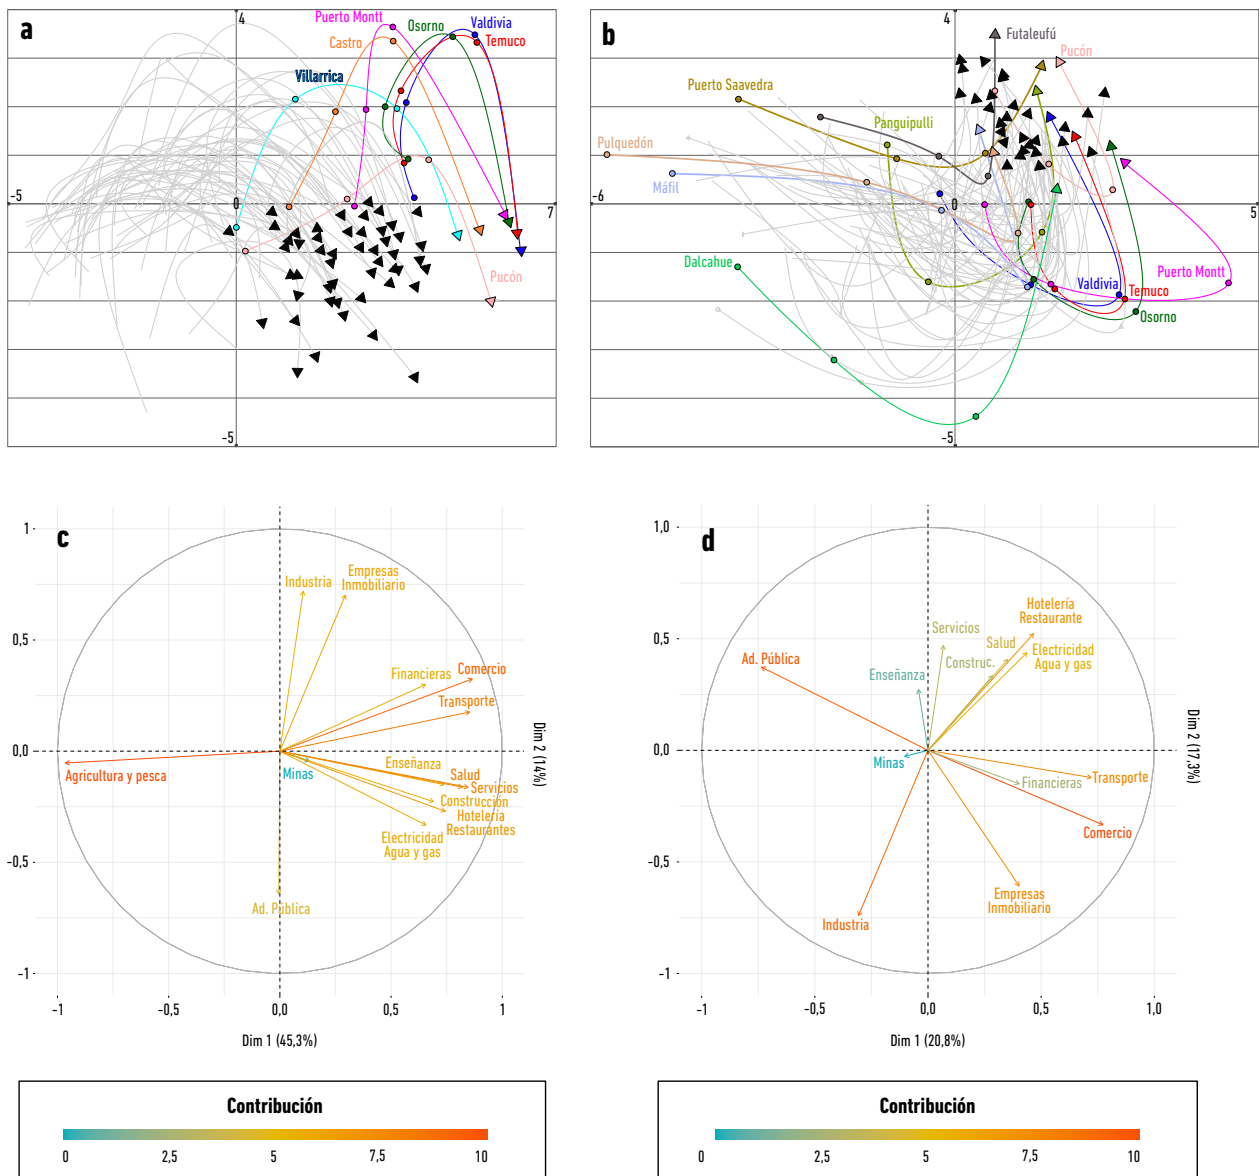 a
4
Puerto Montt
Castro
Osorno
Valdivia
Temuco
Villarrica
-5
0
7
Pucón
-5
b
4
Futaleufú
Pucón
Puerto Saavedra
Panguipulli
Pulquedón
Máfil
-6
0
5
Dalcahue
Puerto Montt
Valdivia
Temuco
Osorno
-5
c
1
0,5
0,0
-0,5
-1
Industria
Empresas
Inmobiliario
Financieras
Comercio
Transporte
Agricultura y pesca
Minas
Enseñanza
Salud
Servicios
Construcción
Hotelería
Restaurantes
Electricidad
Agua y gas
Ad. Pública
Dim 2 (14%)
-1
-0,5
0,0
0,5
1
Dim 1 (45,3%)
d
1,0
0,5
0,0
-0,5
-1
Hotelería
Restaurante
Servicios
Salud
Electricidad
Agua y gas
Construc.
Ad. Pública
Enseñanza
Minas
Transporte
Financieras
Comercio
Empresas
Inmobiliario
Industria
Dim 2 (17,3%)
-1
-0,5
0,0
0,5
1,0
Dim 1 (20,8%)
Contribución
0
2,5
5
7,5
10
Contribución
0
2,5
5
7,5
10